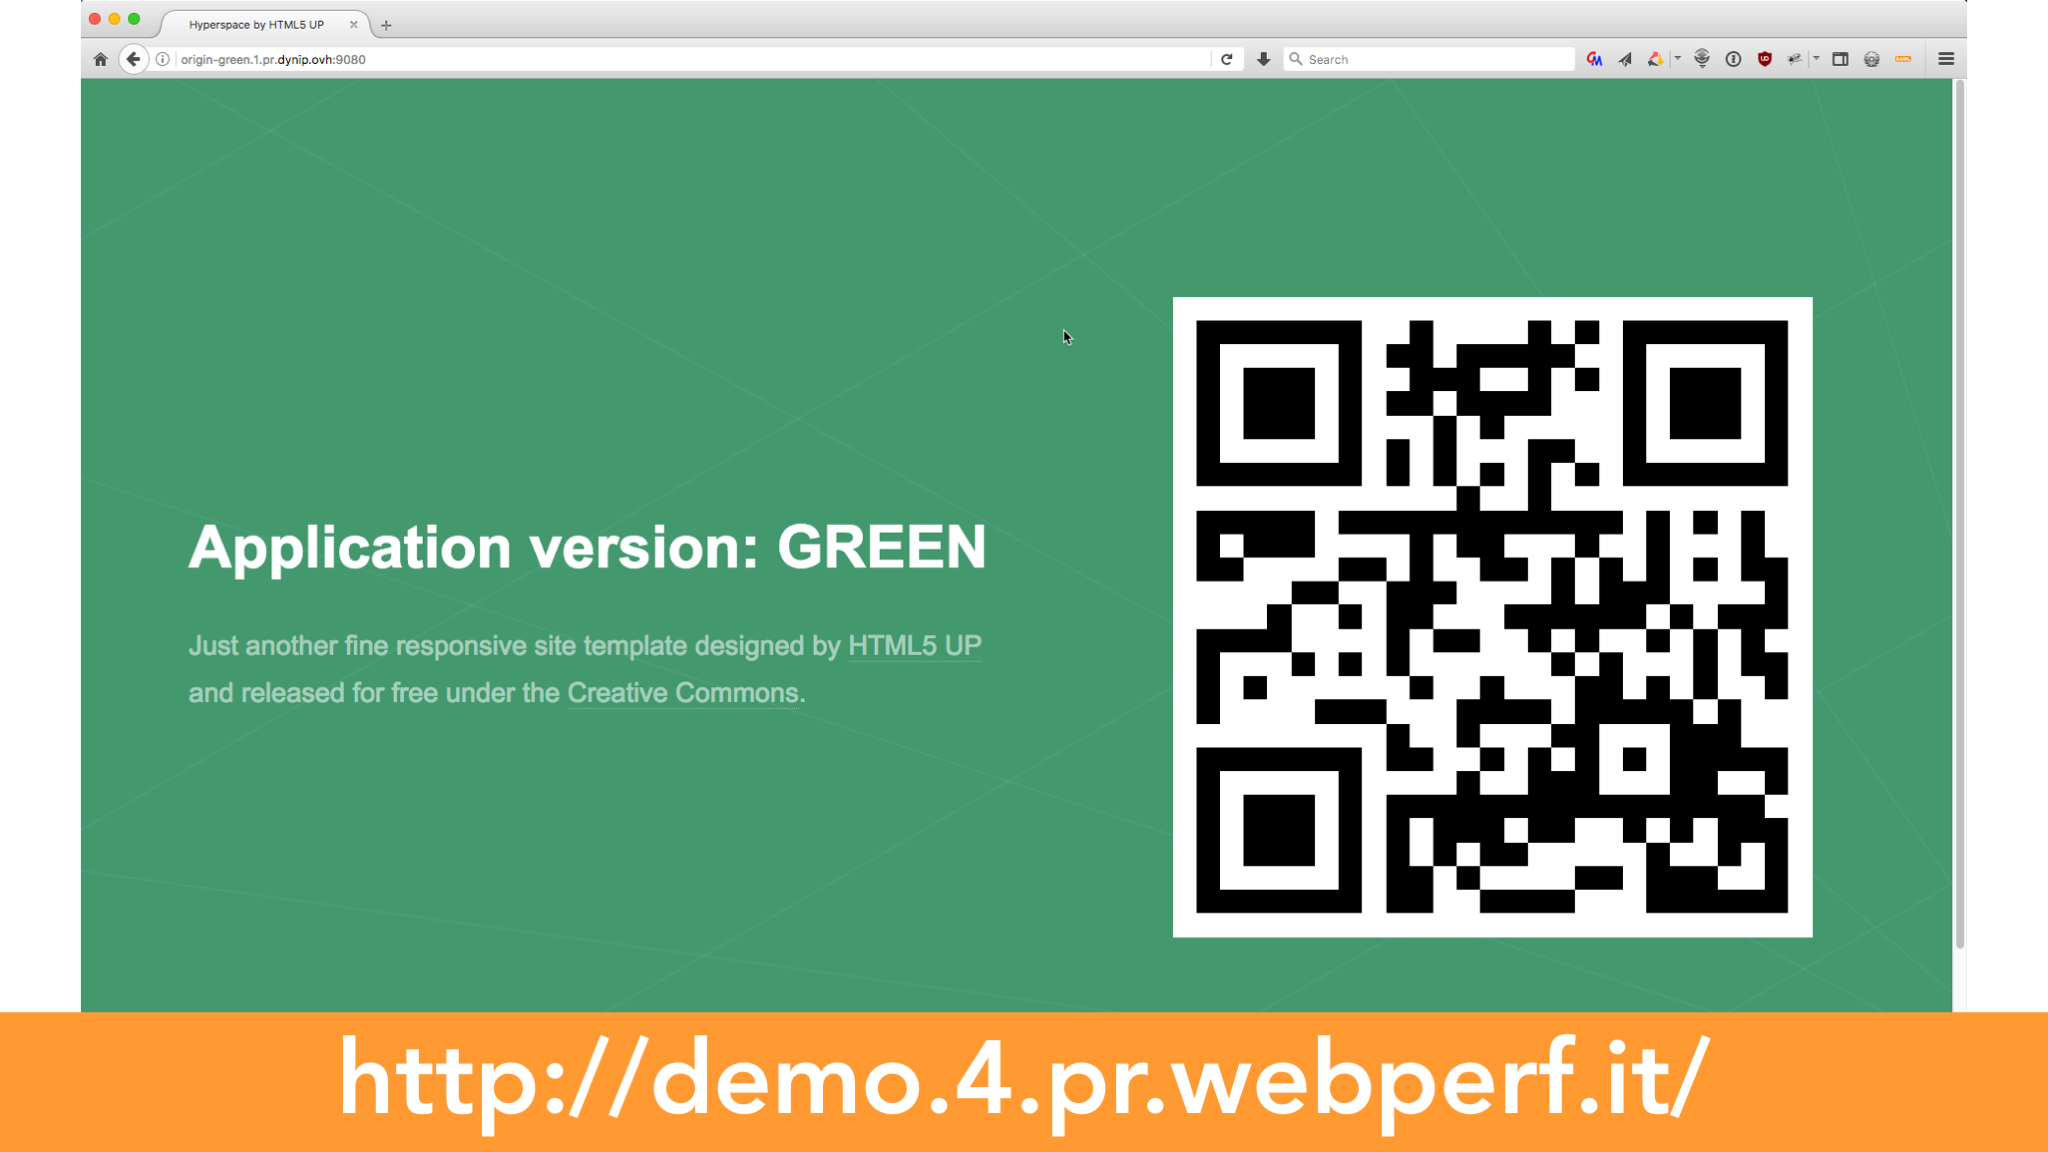 Hyperspace by HTML5 UP
origin-green.1.pr.dynip.ovh:9080
Search
Application version: GREEN
Just another fine responsive site template designed by HTML5 UP
and released for free under the Creative Commons.
http://demo.4.pr.webperf.it/